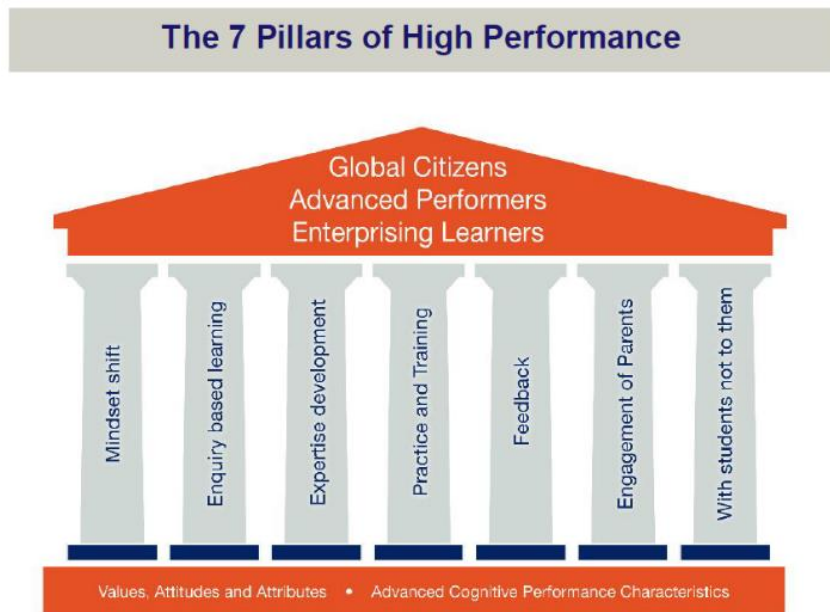 The 7 Pillars of High Performance
Global Citizens
Advanced Performers
Enterprising Learners
Mindset shift
Enquiry based learning
Expertise development
Practice and Training
Feedback
Engagement of Parents
With students not to them
Values, Attitudes and Attributes • Advanced Cognitive Performance Characteristics